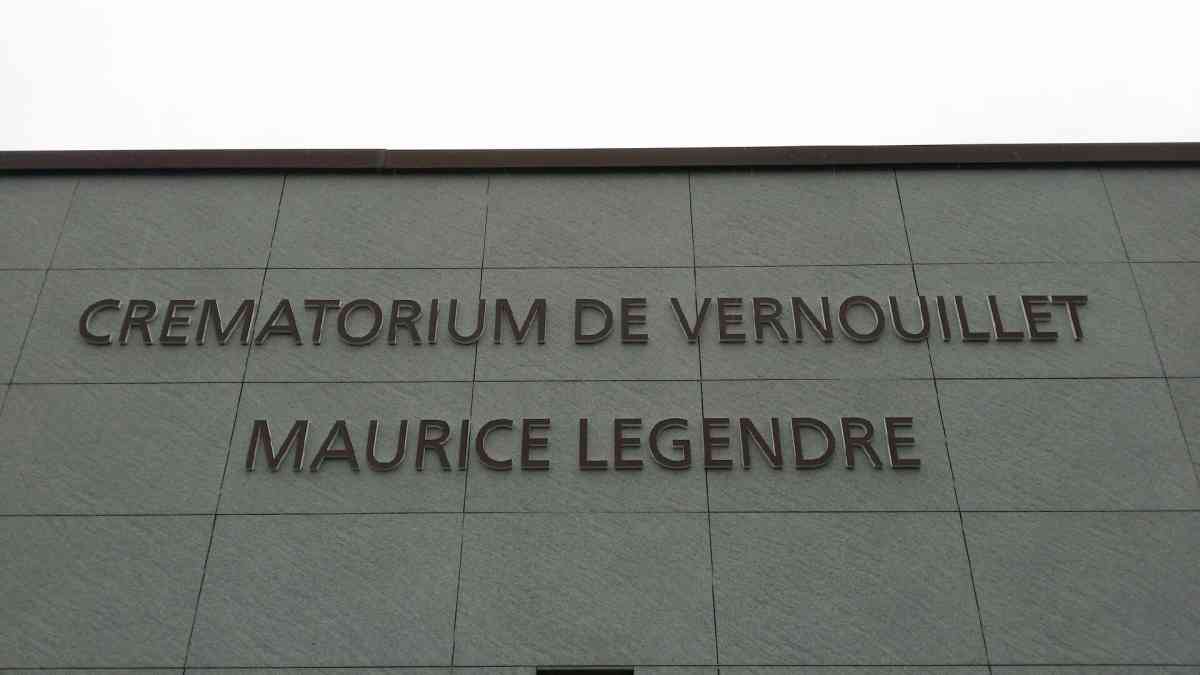 CREMATORIUM DE VERNOUILLET
MAURICE LEGENDRE